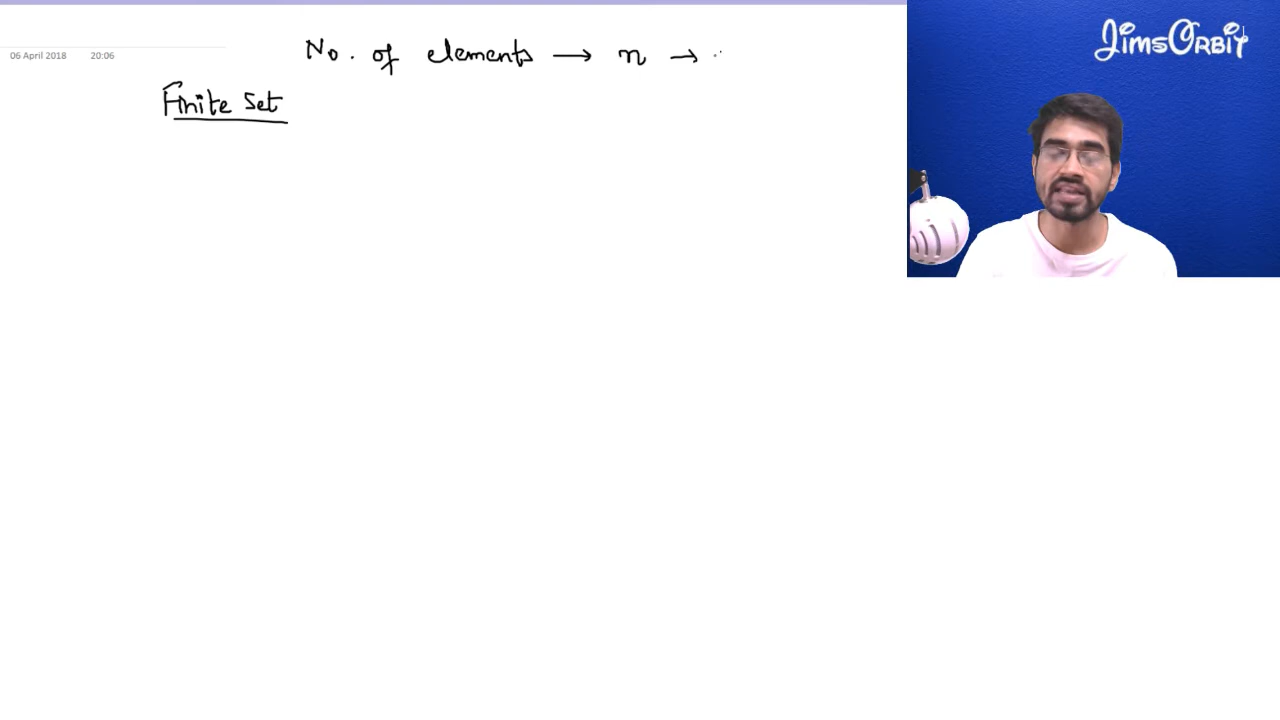 No. of elements → n →
06 April 2018 20:06
JimsOrbit
Finite Set